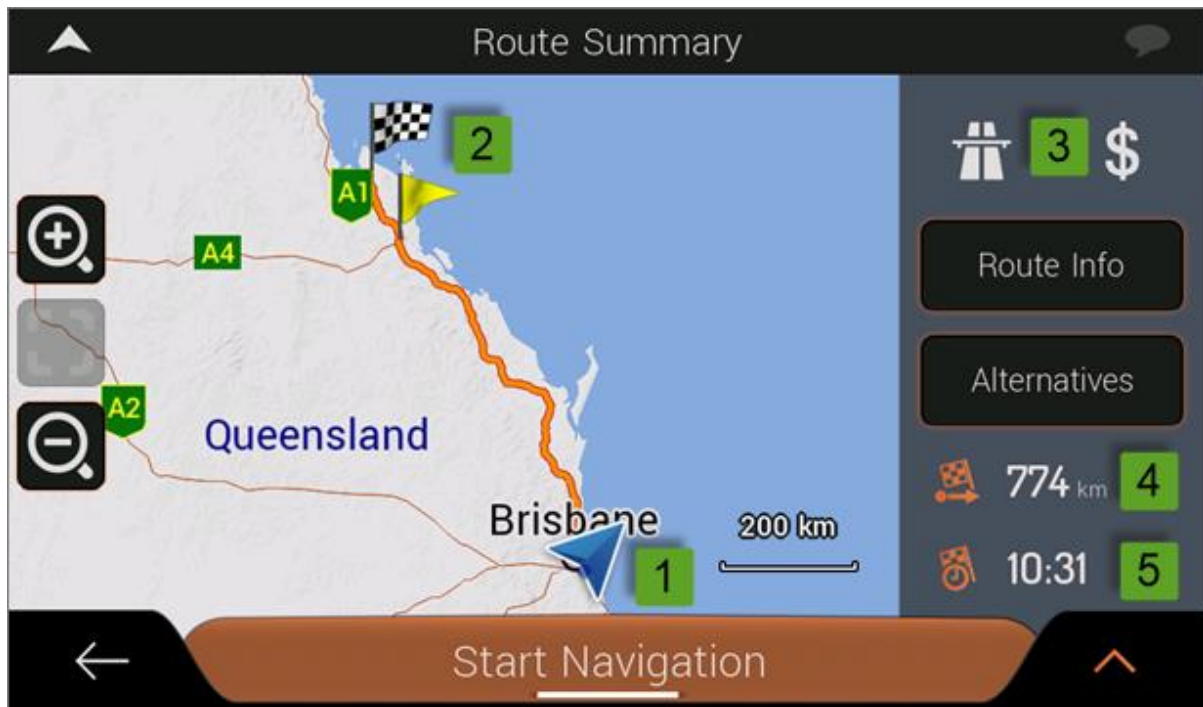 Route Summary
2
3 $
A1
A4
Route Info
Alternatives
A2
Queensland
774 km 4
Brisbane
200 km
1
10:31 5
Start Navigation